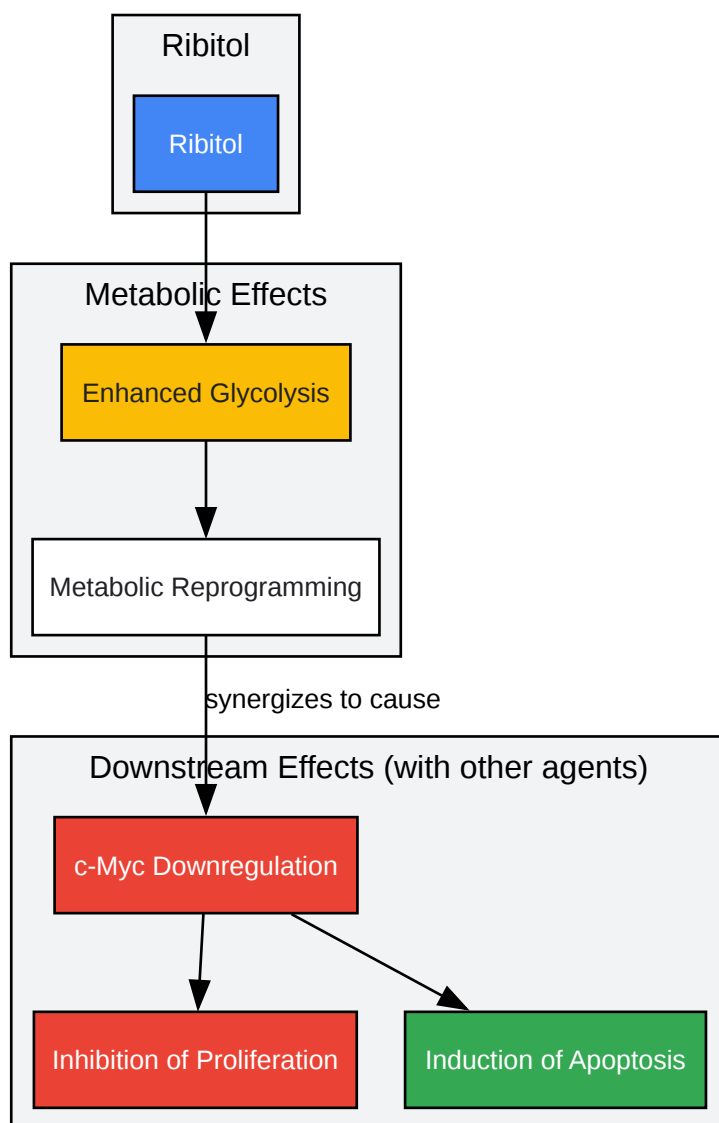 Ribitol
Ribitol
Metabolic Effects
Enhanced Glycolysis
Metabolic Reprogramming
synergizes to cause
Downstream Effects (with other agents)
c-Myc Downregulation
Inhibition of Proliferation
Induction of Apoptosis